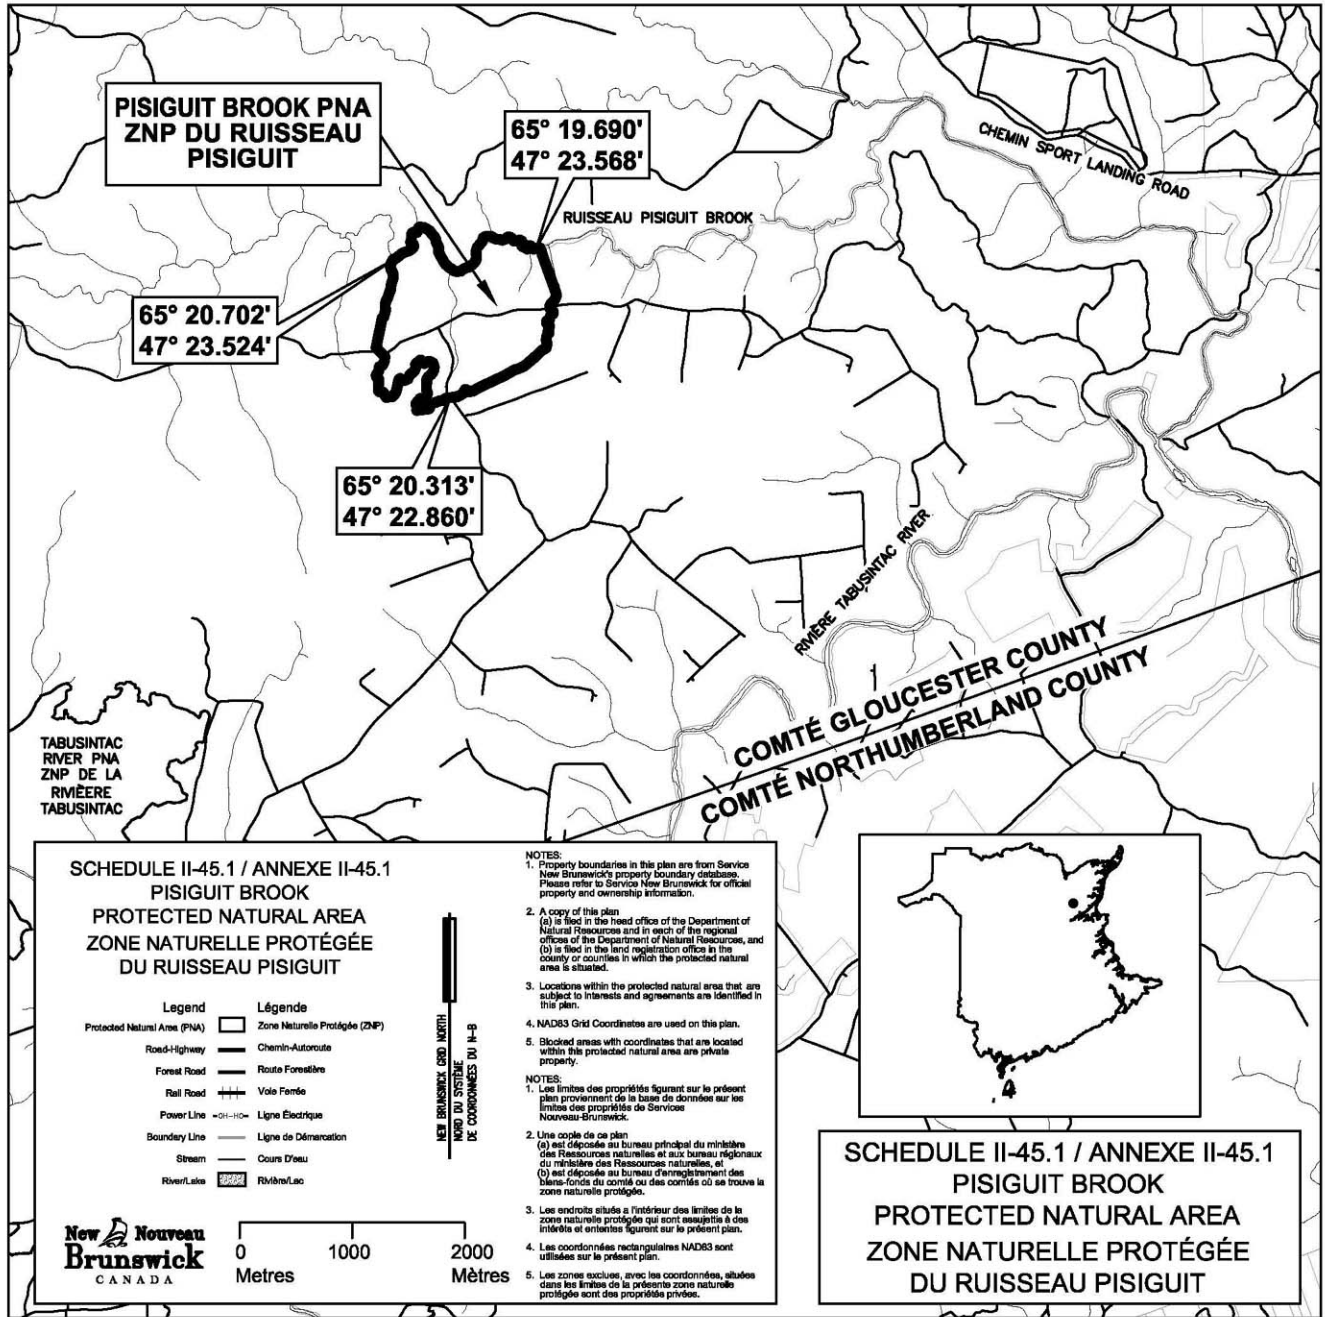 PISIGUIT BROOK PNA
ZNP DU RUISSEAU
PISIGUIT
65° 19.690'
47° 23.568'
CHEMIN SPORT LANDING ROAD
RUISSEAU PISIGUIT BROOK
65° 20.702'
47° 23.524'
65° 20.313'
47° 22.860'
RIVIÈRE TABUSINTAC RIVER
COMTÉ GLOUCESTER COUNTY
COMTÉ NORTHUMBERLAND COUNTY
TABUSINTAC
RIVER PNA
ZNP DE LA
RIVIÈERE
TABUSINTAC
SCHEDULE II-45.1 / ANNEXE II-45.1
PISIGUIT BROOK
PROTECTED NATURAL AREA
ZONE NATURELLE PROTÉGÉE
DU RUISSEAU PISIGUIT
Legend Légende
Protected Natural Area (PNA) Zone Naturelle Protégée (ZNP)
Road-Highway Chemin-Autoroute
Forest Road Route Forestière
Rail Road Voie Ferrée
Power Line -OH-HO- Ligne Électrique
Boundary Line Ligne de Démarcation
Stream Cours D'eau
River/Lake Rivière/Lac
NEW BRUNSWICK GRID NORTH
NORD DU SYSTÈME
DE COORDONNÉES DU N-B
New Nouveau
Brunswick
CANADA
0 1000 2000
Metres Mètres
NOTES:
1. Property boundaries in this plan are from Service
New Brunswick's property boundary database.
Please refer to Service New Brunswick for official
property and ownership information.
2. A copy of this plan
(a) is filed in the head office of the Department of
Natural Resources and in each of the regional
offices of the Department of Natural Resources, and
(b) is filed in the land registration office in the
county or counties in which the protected natural
area is situated.
3. Locations within the protected natural area that are
subject to interests and agreements are identified in
this plan.
4. NAD83 Grid Coordinates are used on this plan.
5. Blocked areas with coordinates that are located
within this protected natural area are private
property.
NOTES:
1. Les limites des propriétés figurant sur le présent
plan proviennent de la base de données sur les
limites des propriétés de Services
Nouveau-Brunswick.
2. Une copie de ce plan
(a) est déposée au bureau principal du ministère
des Ressources naturelles et aux bureau régionaux
du ministère des Ressources naturelles, et
(b) est déposée au bureau d'enregistrement des
biens-fonds du comté ou des comtés où se trouve la
zone naturelle protégée.
3. Les endroits situés a l'intérieur des limites de la
zone naturelle protégée qui sont assujettis à des
intérêts et ententes figurent sur le présent plan.
4. Les coordonnées rectangulaires NAD83 sont
utilisées sur le présent plan.
5. Les zones exclues, avec les coordonnées, situées
dans les limites de la présente zone naturelle
protégée sont des propriétés privées.
SCHEDULE II-45.1 / ANNEXE II-45.1
PISIGUIT BROOK
PROTECTED NATURAL AREA
ZONE NATURELLE PROTÉGÉE
DU RUISSEAU PISIGUIT